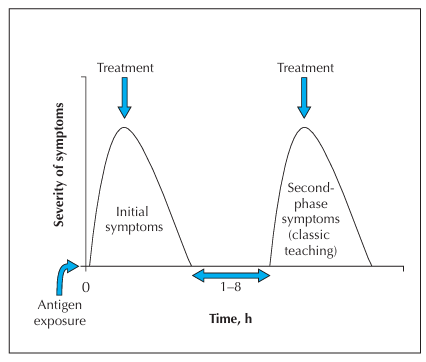 Treatment
Treatment
Severity of symptoms
Initial
symptoms
Second-
phase
symptoms
(classic
teaching)
0
1–8
Antigen
exposure
Time, h